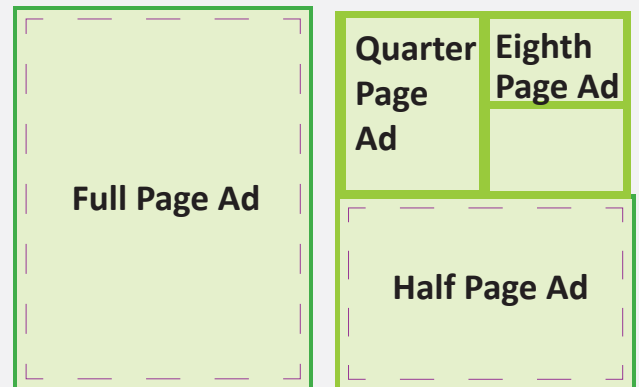 Full Page Ad
Quarter
Page
Ad
Eighth
Page Ad
Half Page Ad